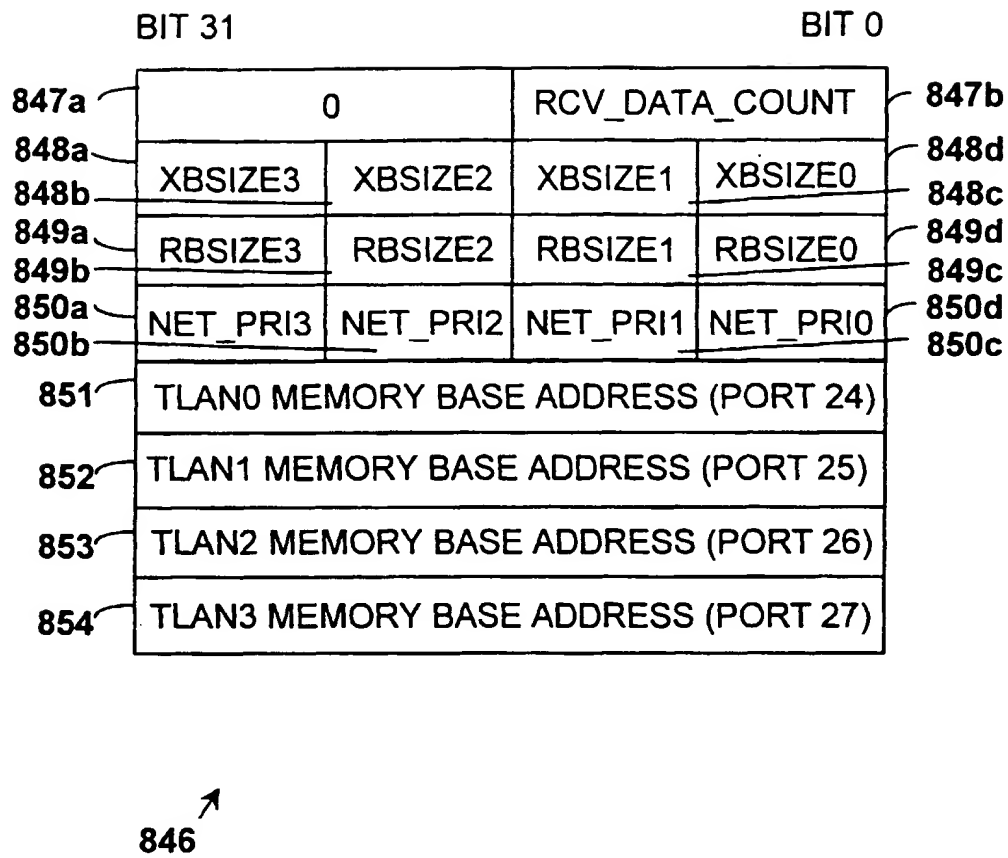 BIT 31 BIT 0
847a 0 RCV_DATA_COUNT 847b
848a XBSIZE3 XBSIZE2 XBSIZE1 XBSIZE0 848d
848b 848c
849a RBSIZE3 RBSIZE2 RBSIZE1 RBSIZE0 849d
849b 849c
850a NET_PRI3 NET_PRI2 NET_PRI1 NET_PRI0 850d
850b 850c
851 TLAN0 MEMORY BASE ADDRESS (PORT 24)
852 TLAN1 MEMORY BASE ADDRESS (PORT 25)
853 TLAN2 MEMORY BASE ADDRESS (PORT 26)
854 TLAN3 MEMORY BASE ADDRESS (PORT 27)
846